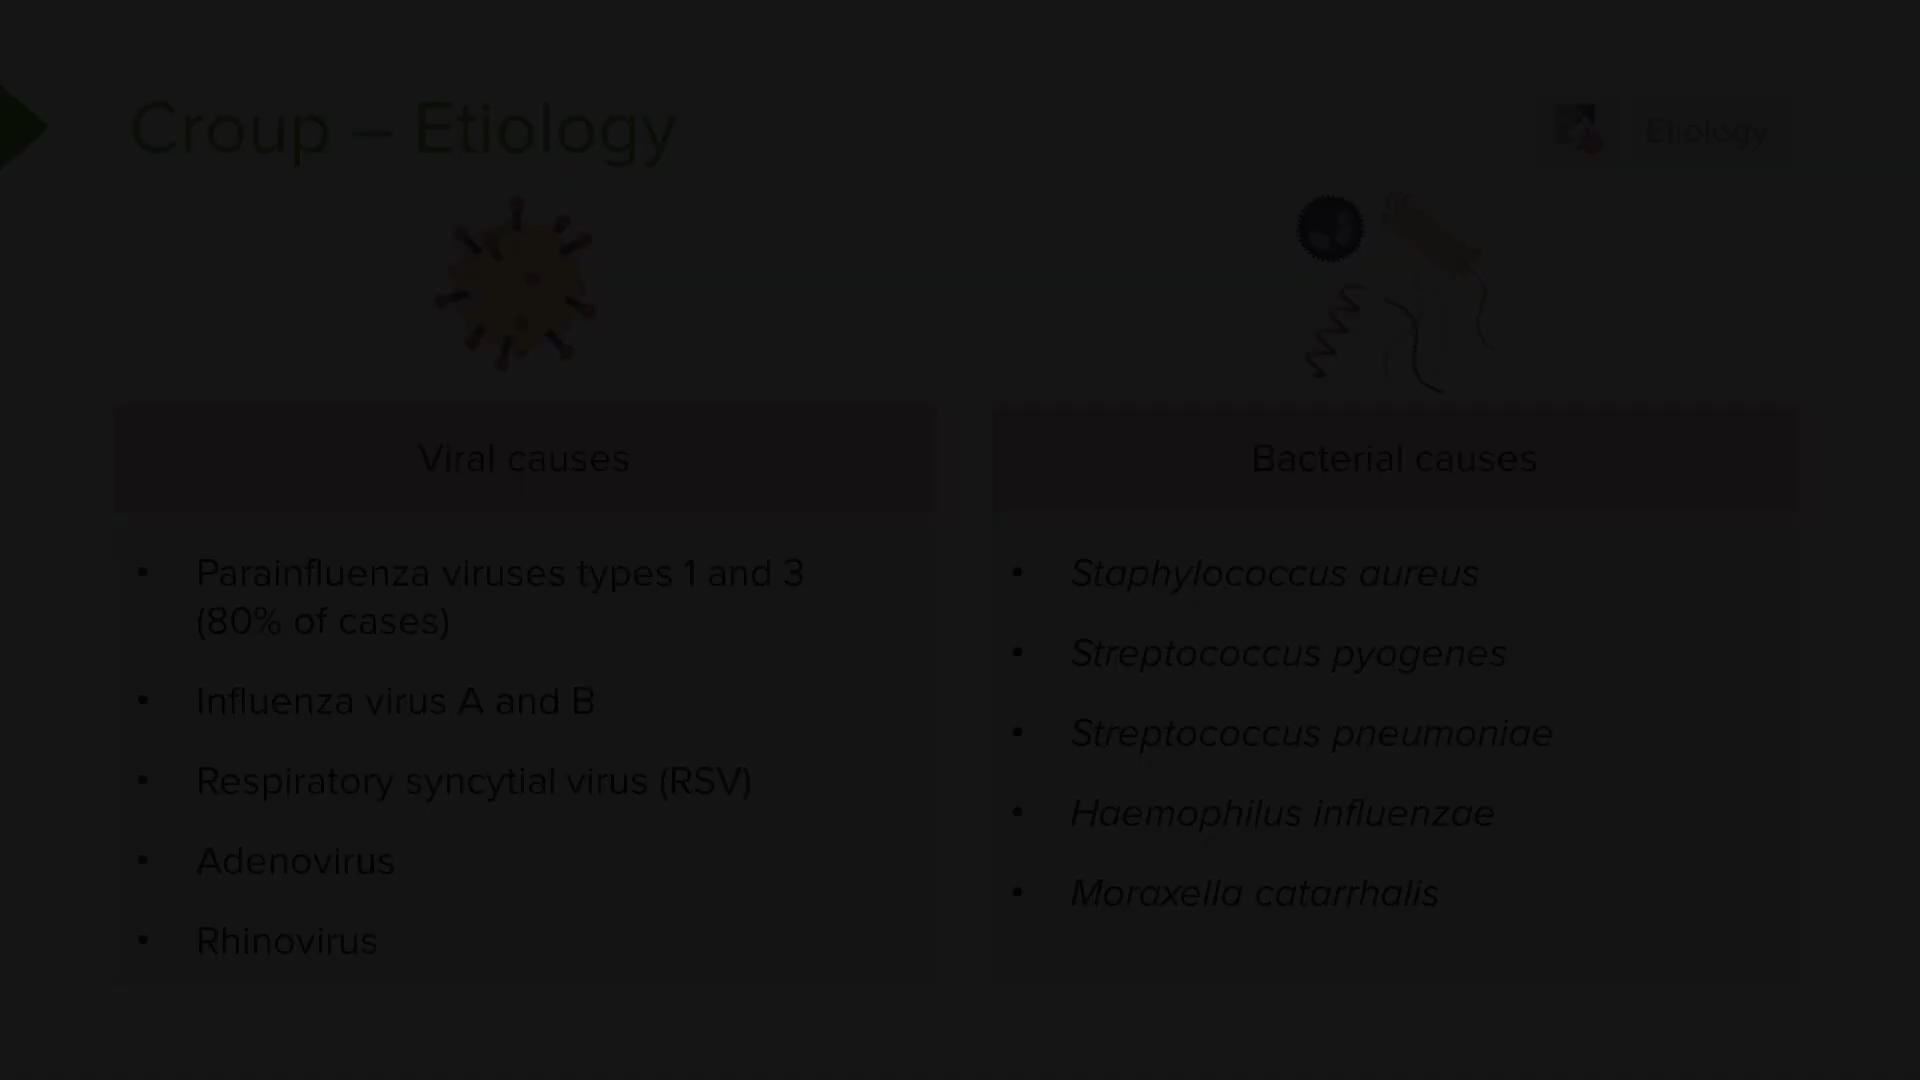 Croup – Etiology
Etiology
Viral causes
• Parainfluenza viruses types 1 and 3
(80% of cases)
• Influenza virus A and B
• Respiratory syncytial virus (RSV)
• Adenovirus
• Rhinovirus
Bacterial causes
• Staphylococcus aureus
• Streptococcus pyogenes
• Streptococcus pneumoniae
• Haemophilus influenzae
• Moraxella catarrhalis